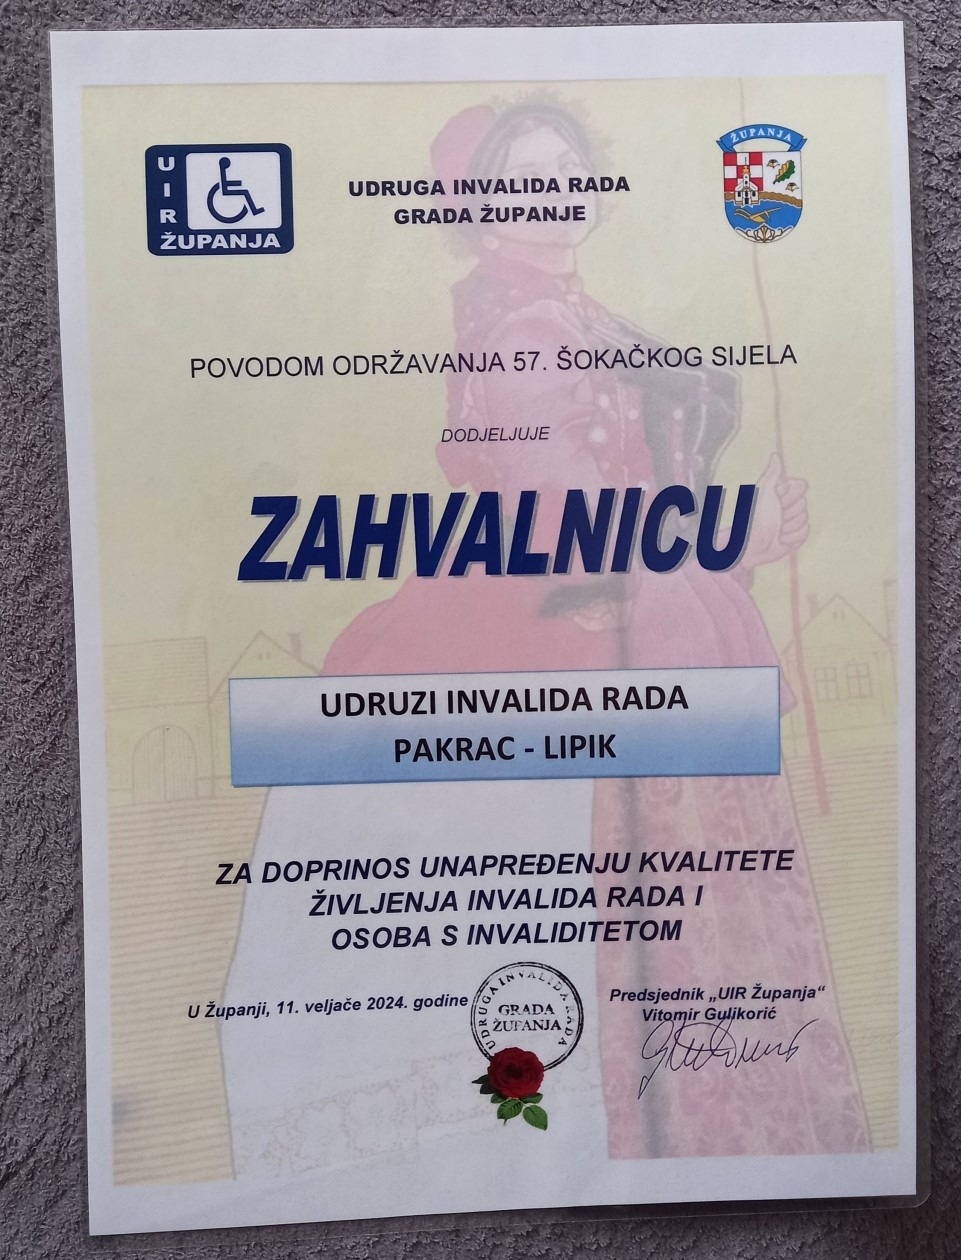 U
I
R
ŽUPANJA
UDRUGA INVALIDA RADA
GRADA ŽUPANJE
ŽUPANJA
POVODOM ODRŽAVANJA 57. ŠOKAČKOG SIJELA
DODJELJUJE
ZAHVALNICU
UDRUZI INVALIDA RADA
PAKRAC - LIPIK
ZA DOPRINOS UNAPREĐENJU KVALITETE
ŽIVLJENJA INVALIDA RADA I
OSOBA S INVALIDITETOM
U Županji, 11. veljače 2024. godine
UDRUGA INVALIDA RADA
GRADA
ŽUPANJA
Predsjednik „UIR Županja“
Vitomir Gulikorić